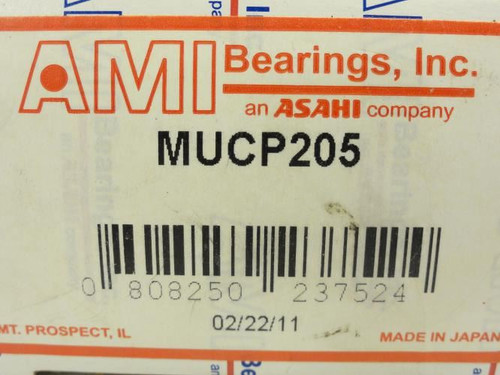 AMI Bearings, Inc.
an ASAHI company
MUCP205
0 808250 237524
02/22/11
MT. PROSPECT, IL
MADE IN JAPAN